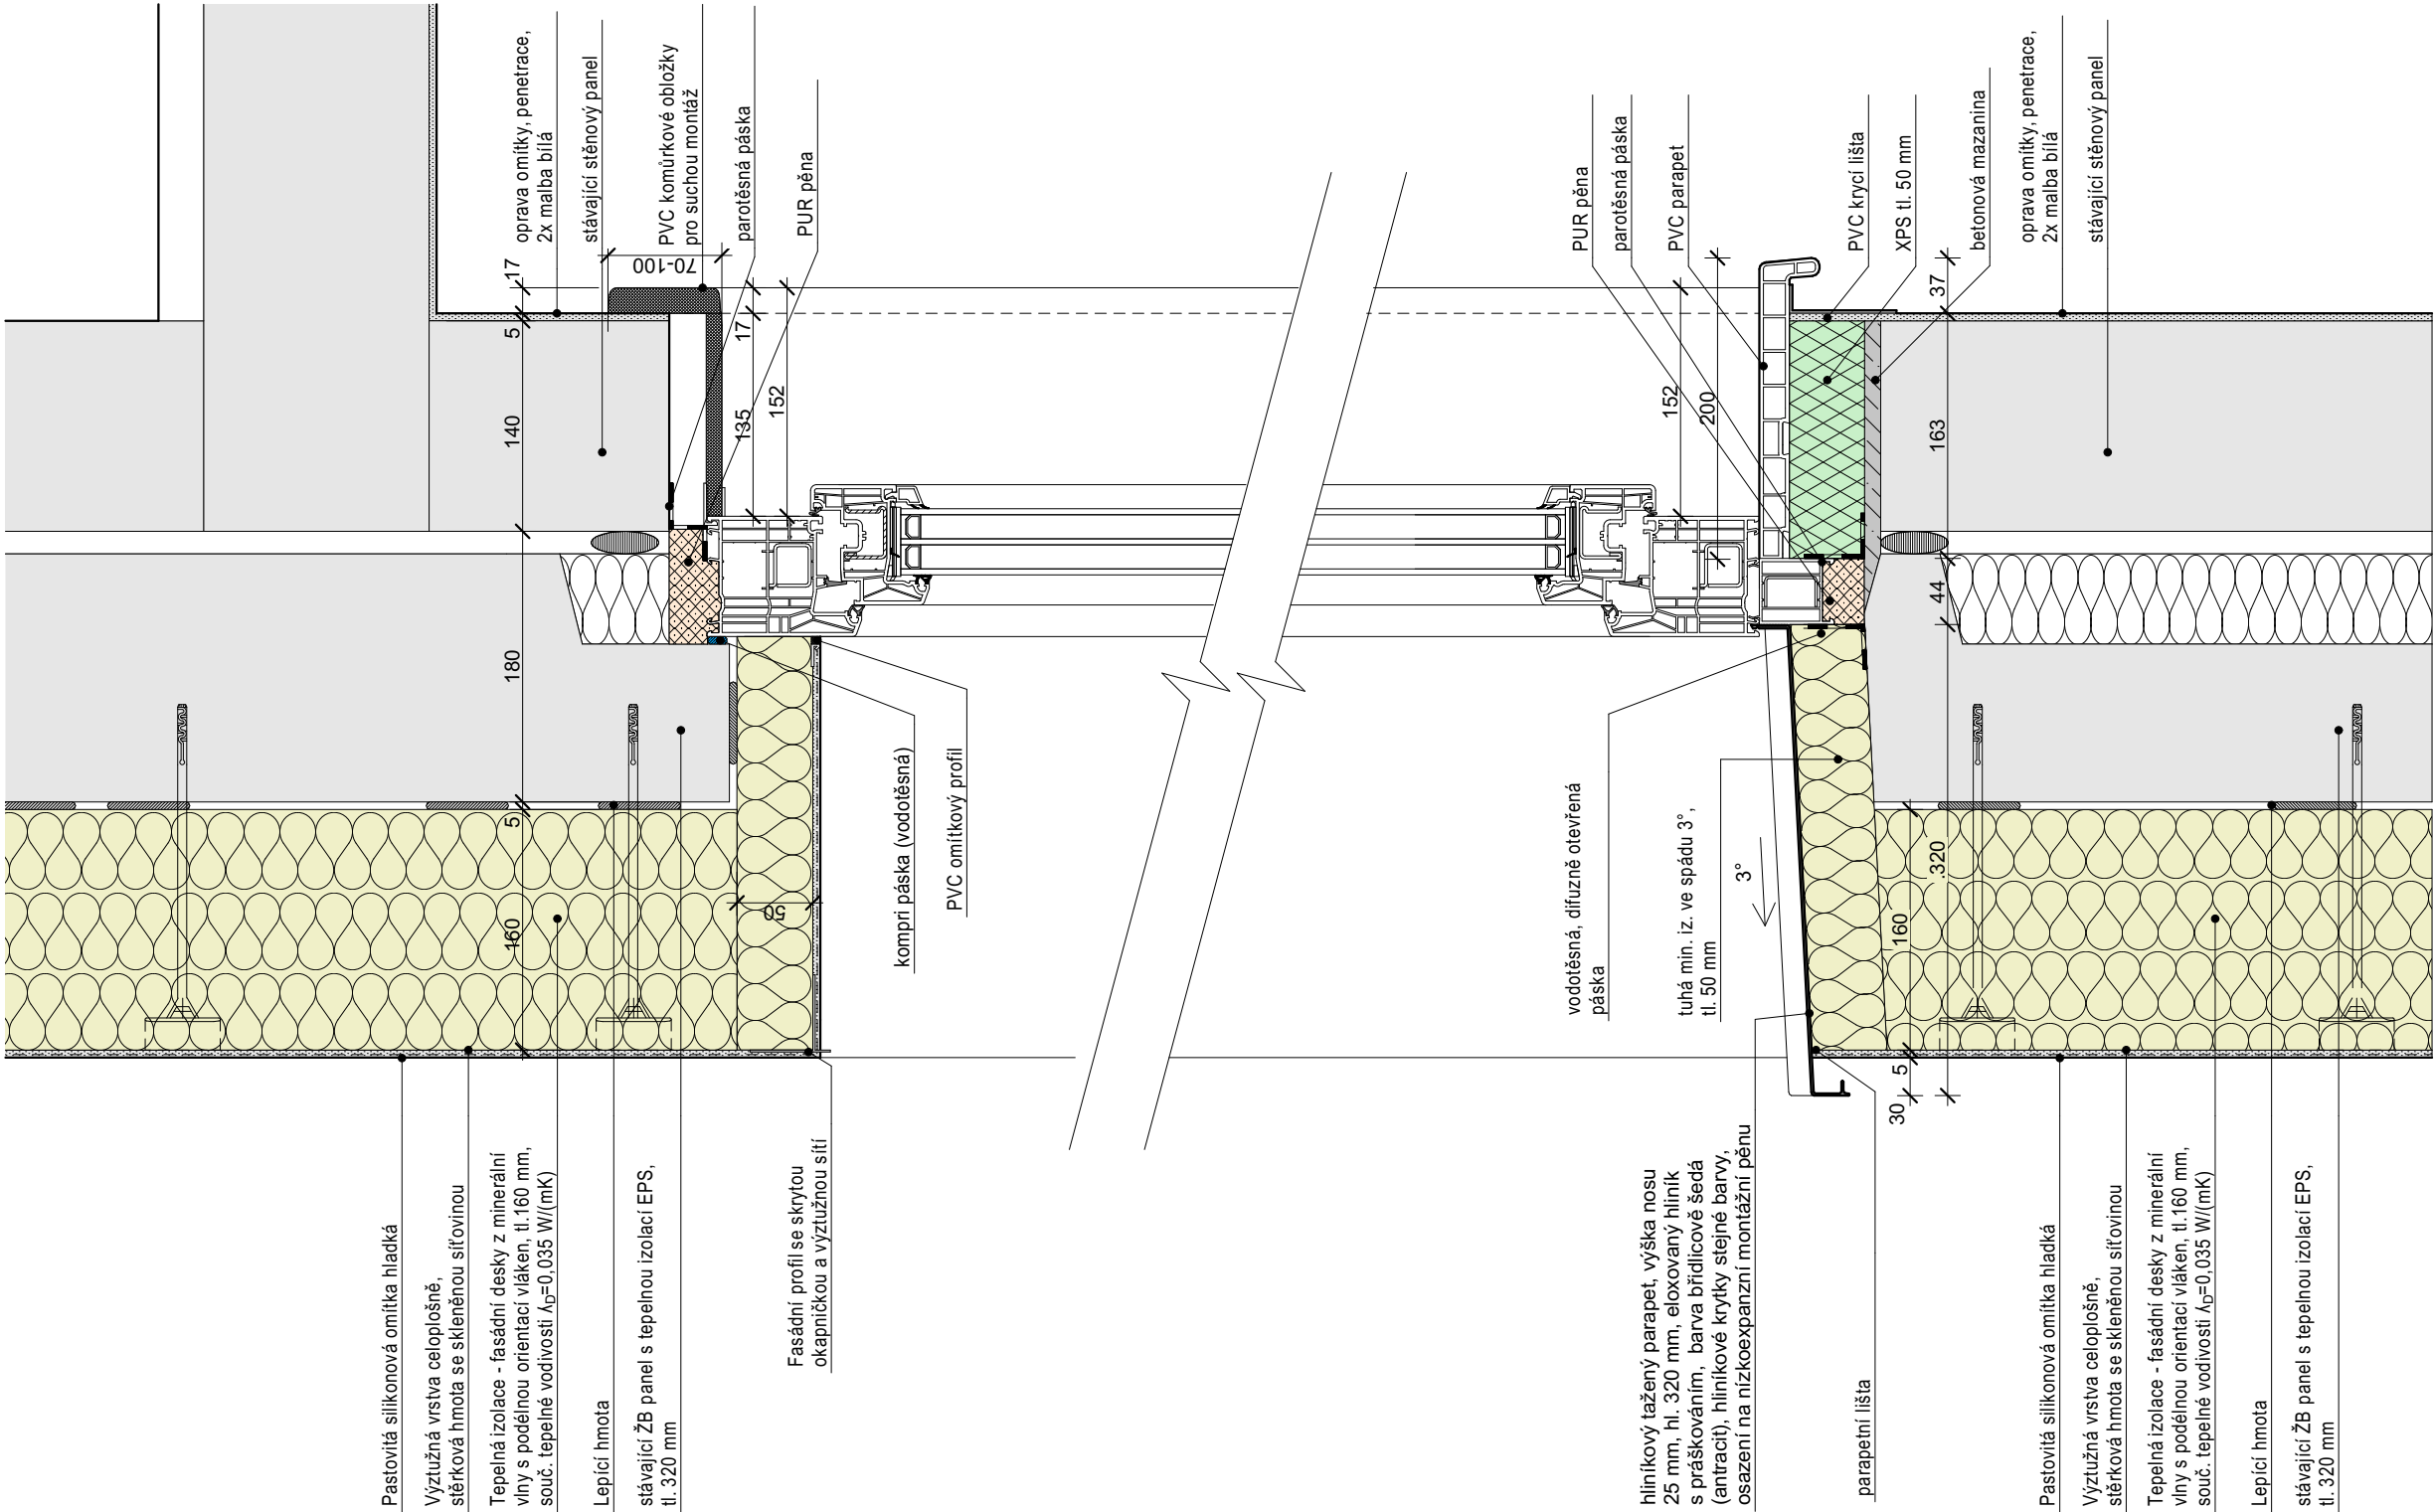 oprava omítky, penetrace,
2x malba bílá
stávající stěnový panel
PVC komůrkové obložky
pro suchou montáž
parotěsná páska
PUR pěna
17
5
140
180
5
160
70-100
17
135
152
50
kompri páska (vodotěsná)
PVC omítkový profil
Pastovitá silikonová omítka hladká
Výztužná vrstva celoplošně,
stěrková hmota se skleněnou síťovinou
Tepelná izolace - fasádní desky z minerální
vlny s podélnou orientací vláken, tl.160 mm,
souč. tepelné vodivosti λD=0,035 W/(mK)
Lepící hmota
stávající ŽB panel s tepelnou izolací EPS,
tl. 320 mm
Fasádní profil se skrytou
okapničkou a výztužnou sítí
PUR pěna
parotěsná páska
PVC parapet
PVC krycí lišta
XPS tl. 50 mm
betonová mazanina
oprava omítky, penetrace,
2x malba bílá
stávající stěnový panel
152
200
37
163
44
320
160
5
30
3°
vodotěsná, difuzně otevřená
páska
tuhá min. iz. ve spádu 3°,
tl. 50 mm
hliníkový tažený parapet, výška nosu
25 mm, hl. 320 mm, eloxovaný hliník
s práškováním, barva břidlicově šedá
(antracit), hliníkové krytky stejné barvy,
osazení na nízkoexpanzní montážní pěnu
parapetní lišta
Pastovitá silikonová omítka hladká
Výztužná vrstva celoplošně,
stěrková hmota se skleněnou síťovinou
Tepelná izolace - fasádní desky z minerální
vlny s podélnou orientací vláken, tl.160 mm,
souč. tepelné vodivosti λD=0,035 W/(mK)
Lepící hmota
stávající ŽB panel s tepelnou izolací EPS,
tl. 320 mm